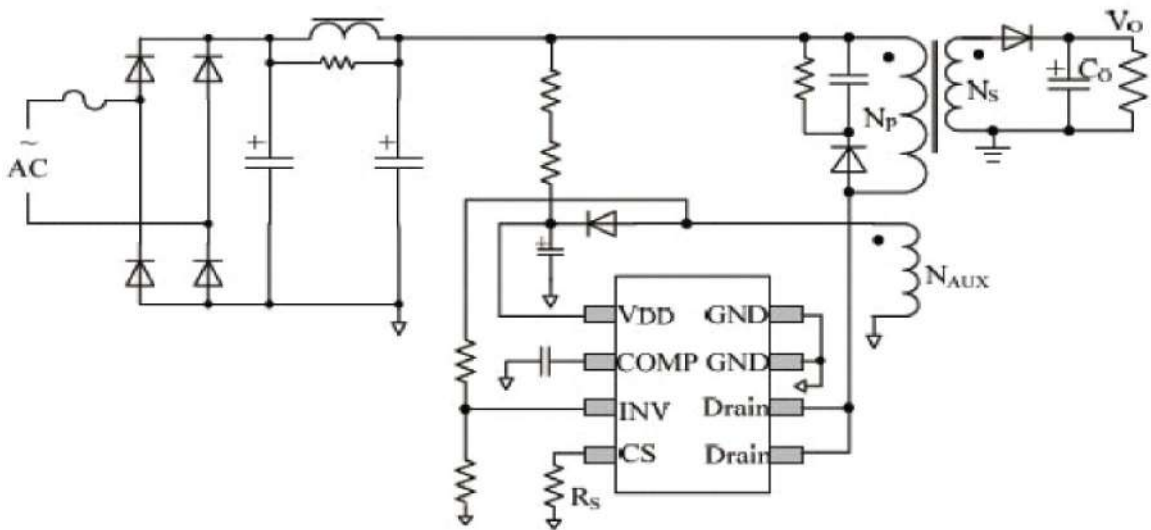 Vo
+ Co
Ns
Np
~
AC
+
+
+
NAUX
VDD GND
COMP GND
INV Drain
CS Drain
Rs